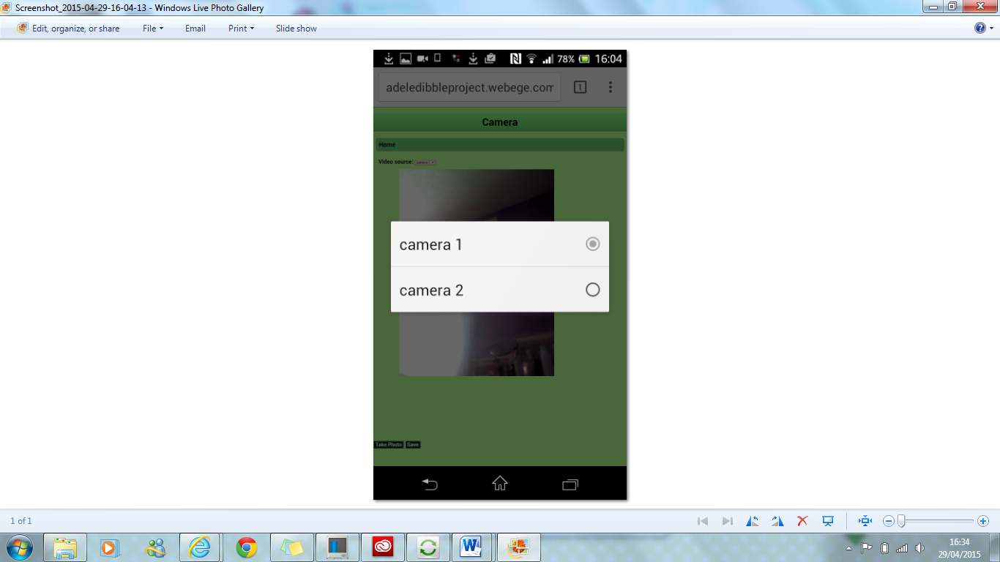 Screenshot_2015-04-29-16-04-13 - Windows Live Photo Gallery
Edit, organize, or share File Email Print Slide show
78% 16:04
adeledibbleproject.webege.com 1
Camera
Home
Video source: camera 1
camera 1
camera 2
Take Photo Save
1 of 1
16:34
29/04/2015